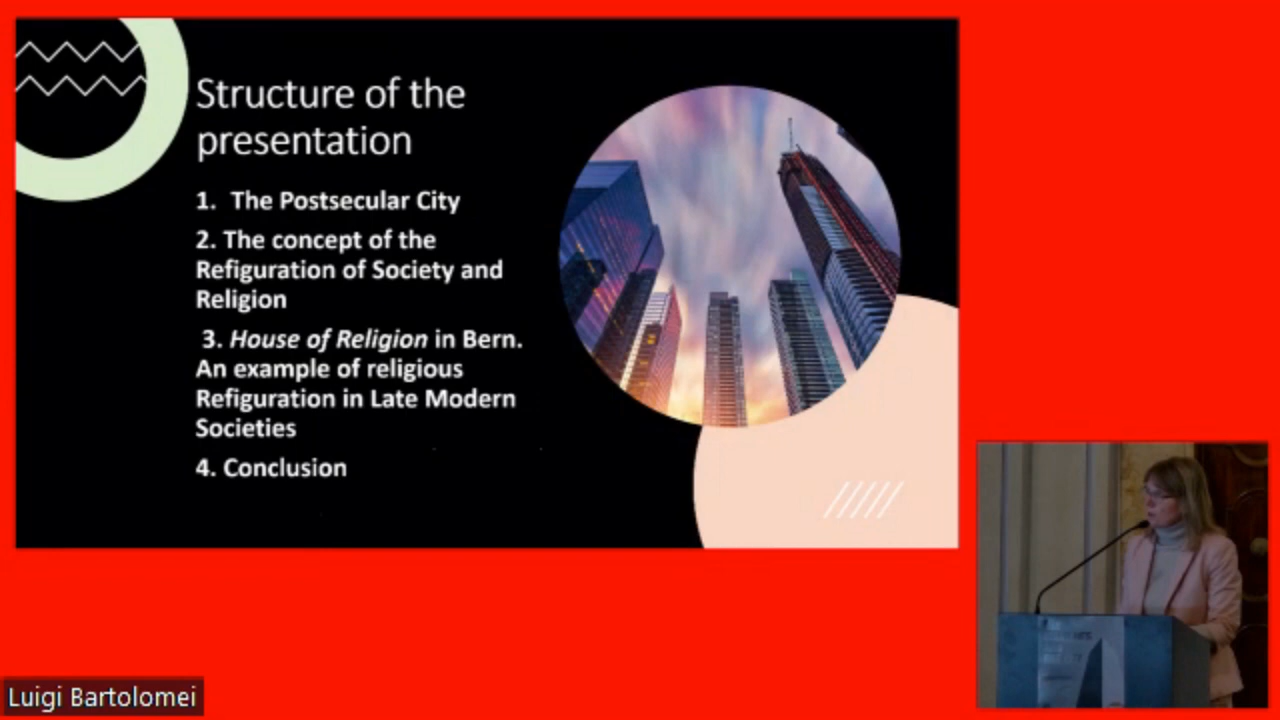 Structure of the
presentation
1. The Postsecular City
2. The concept of the
Refiguration of Society and
Religion
3. House of Religion in Bern.
An example of religious
Refiguration in Late Modern
Societies
4. Conclusion
Luigi Bartolomei